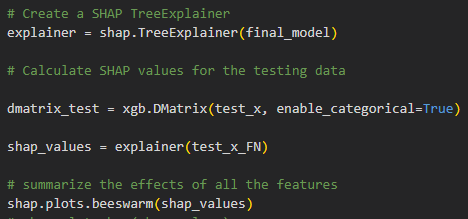 # Create a SHAP TreeExplainer
explainer = shap.TreeExplainer(final_model)
# Calculate SHAP values for the testing data
dmatrix_test = xgb.DMatrix(test_x, enable_categorical=True)
shap_values = explainer(test_x_FN)
# summarize the effects of all the features
shap.plots.beeswarm(shap_values)